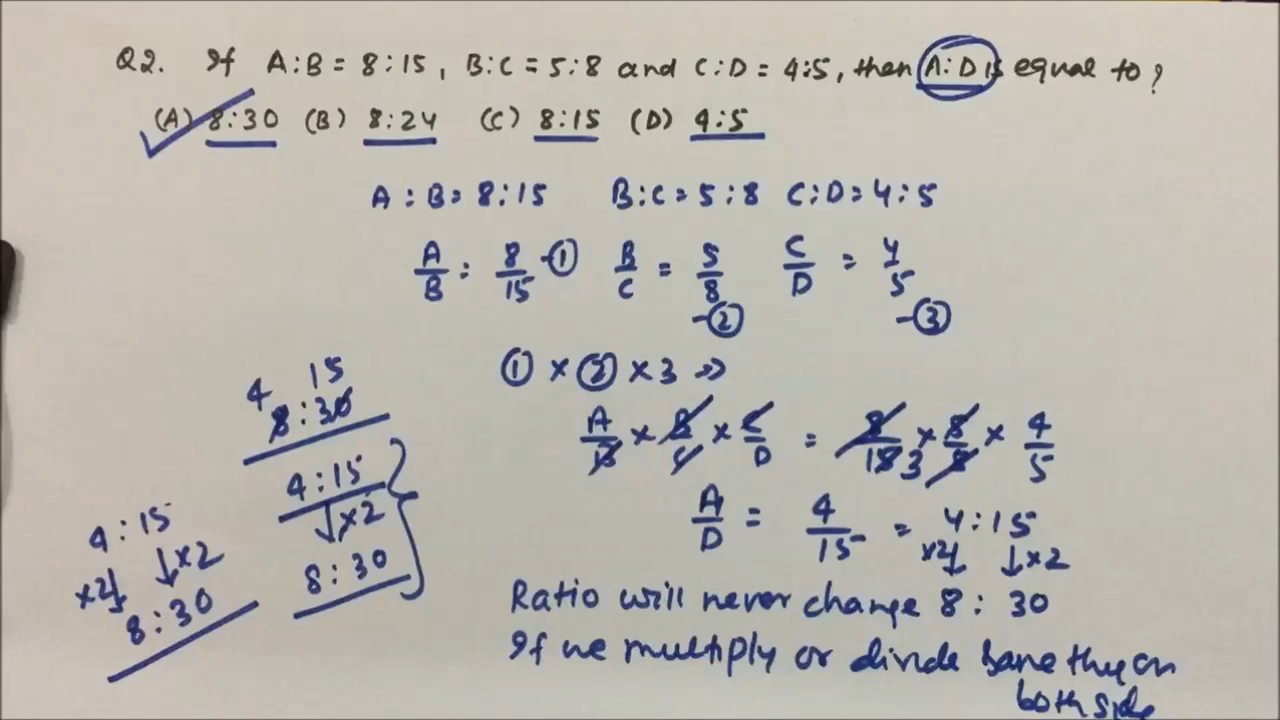 Q2. If A:B = 8:15, B:C = 5:8 and C:D = 4:5, then A:D is equal to?
(A) 8:30 (B) 8:24 (C) 8:15 (D) 4:5
A:B = 8:15 B:C = 5:8 C:D = 4:5
A/B = 8/15 -① B/C = 5/8 -② C/D = 4/5 -③
① × ② × 3 ⇒
A/B × B/C × C/D = 8/15 3 × 5/8 × 4/5
A/D = 4/15 = 4:15
×2↓ ↓×2
Ratio will never change 8: 30
If we multiply or divide same on
both side
4 15
8:30
4:15
↓×2
8:30
4:15
×2↓ ↓×2
8:30